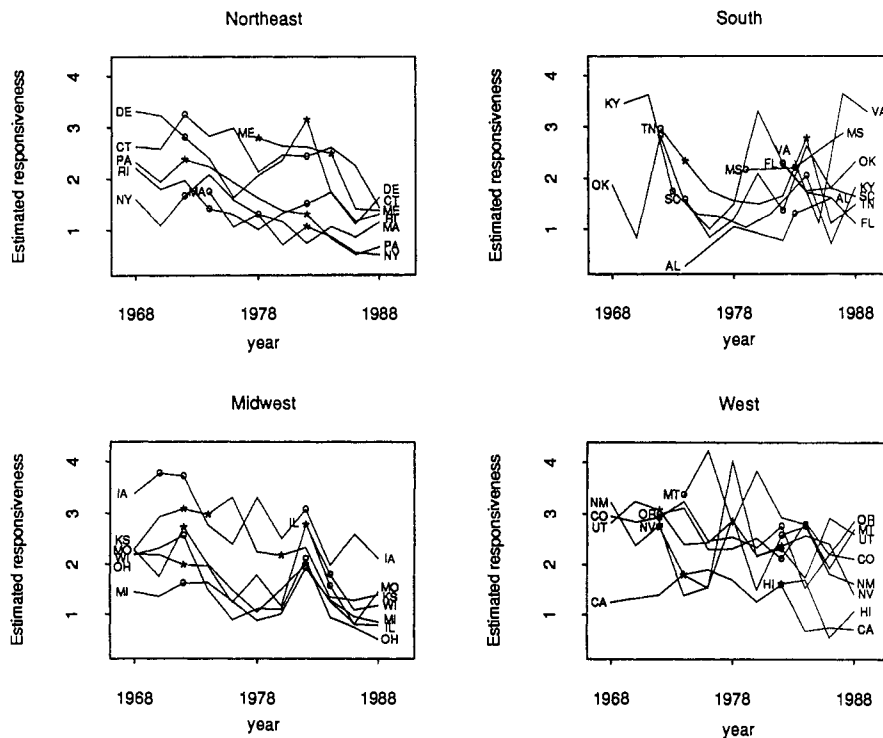 Northeast
Estimated responsiveness
4
3
2
1
DE
CT
PA
RI
NY
MA
ME
DE
CT
ME
RI
MA
PA
NY
1968
1978
1988
year
South
Estimated responsiveness
4
3
2
1
KY
TN
OK
SC
AL
MS
VA
FL
VA
MS
OK
KY
SC
AL
TN
FL
1968
1978
1988
year
Midwest
Estimated responsiveness
4
3
2
1
IA
KS
MO
WI
OH
MI
IL
IA
MO
KS
WI
MI
IL
OH
1968
1978
1988
year
West
Estimated responsiveness
4
3
2
1
NM
CO
UT
CA
MT
OR
NV
HI
OR
MT
UT
CO
NM
NV
HI
CA
1968
1978
1988
year